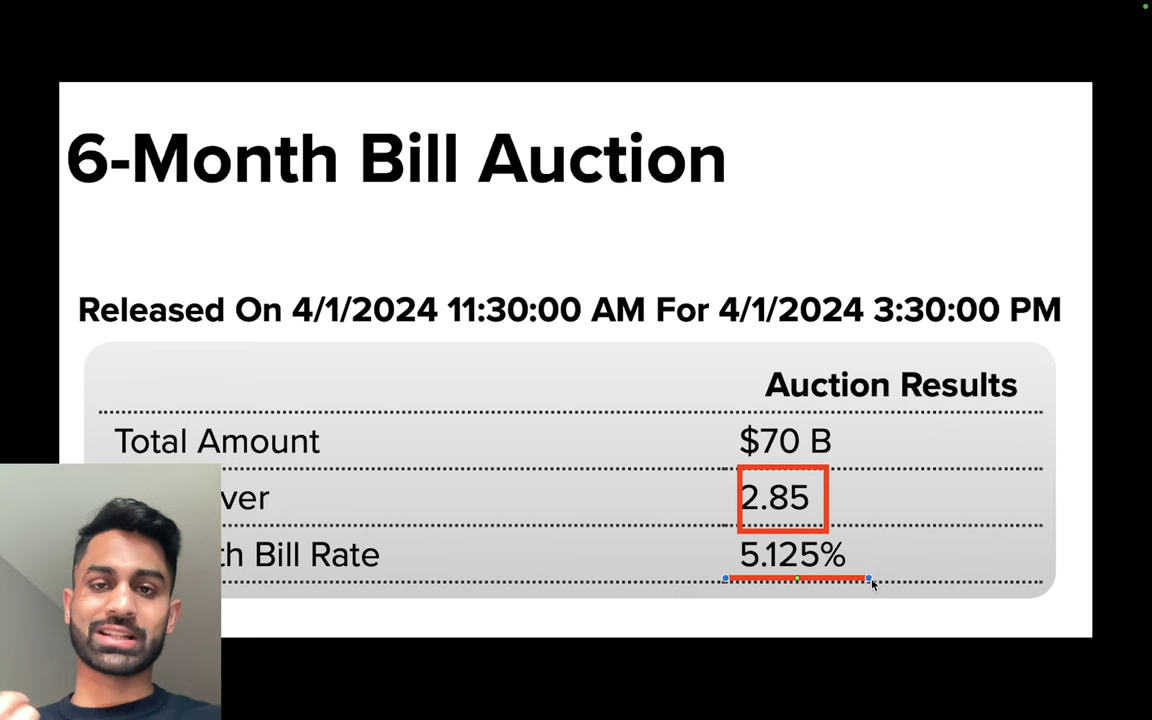 6-Month Bill Auction
Released On 4/1/2024 11:30:00 AM For 4/1/2024 3:30:00 PM
Auction Results
Total Amount $70 B
ver 2.85
th Bill Rate 5.125%